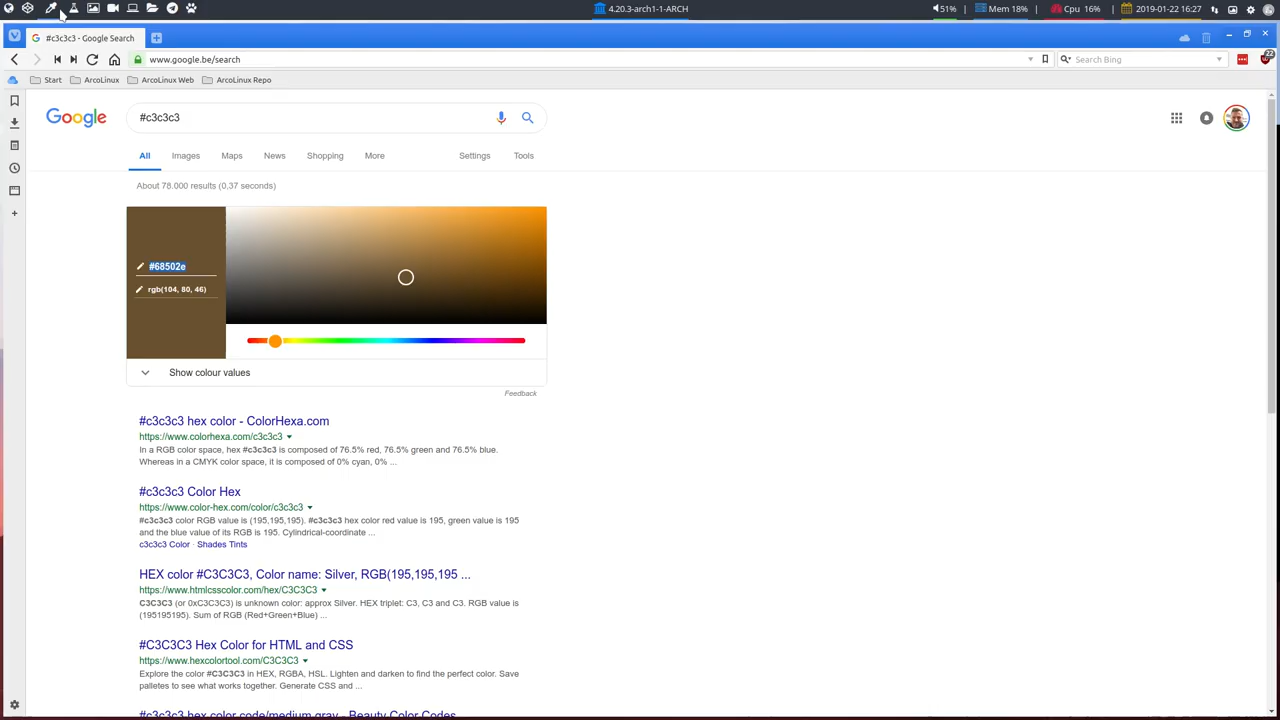 4.20.3-arch1-1-ARCH
51%
Mem 18%
Cpu 16%
2019-01-22 16:27
#c3c3c3 - Google Search
www.google.be/search
Search Bing
22
Start
ArcoLinux
ArcoLinux Web
ArcoLinux Repo
Google
#c3c3c3
All
Images
Maps
News
Shopping
More
Settings
Tools
About 78.000 results (0,37 seconds)
#68502e
rgb(104, 80, 46)
Show colour values
Feedback
#c3c3c3 hex color - ColorHexa.com
https://www.colorhexa.com/c3c3c3
In a RGB color space, hex #c3c3c3 is composed of 76.5% red, 76.5% green and 76.5% blue.
Whereas in a CMYK color space, it is composed of 0% cyan, 0% ...
#c3c3c3 Color Hex
https://www.color-hex.com/color/c3c3c3
#c3c3c3 color RGB value is (195,195,195). #c3c3c3 hex color red value is 195, green value is 195
and the blue value of its RGB is 195. Cylindrical-coordinate ...
c3c3c3 Color · Shades Tints
HEX color #C3C3C3, Color name: Silver, RGB(195,195,195 ...
https://www.htmlcsscolor.com/hex/C3C3C3
C3C3C3 (or 0xC3C3C3) is unknown color: approx Silver. HEX triplet: C3, C3 and C3. RGB value is
(195195195). Sum of RGB (Red+Green+Blue) ...
#C3C3C3 Hex Color for HTML and CSS
https://www.hexcolortool.com/C3C3C3
Explore the color #C3C3C3 in HEX, RGBA, HSL. Lighten and darken to find the perfect color. Save
palletes to see what works together. Generate CSS and ...
#c3c3c3 hex color code/medium gray - Beauty Color Codes